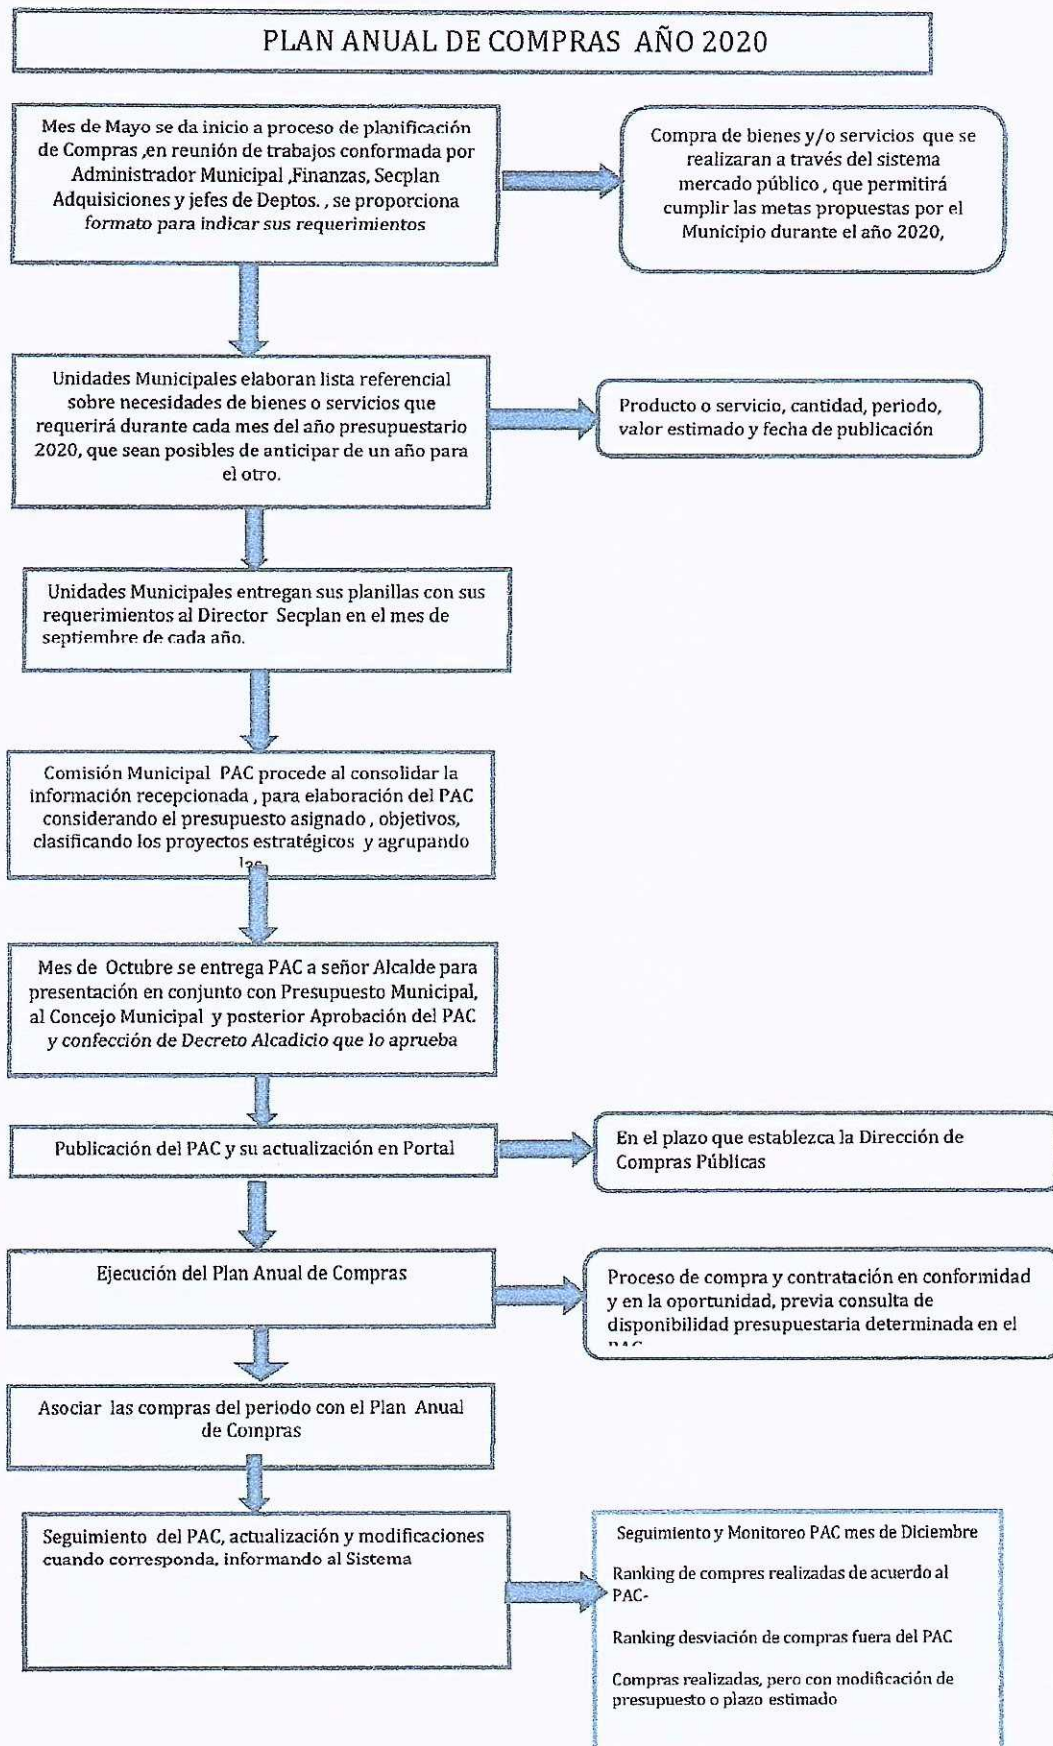 PLAN ANUAL DE COMPRAS AÑO 2020
Mes de Mayo se da inicio a proceso de planificación
de Compras ,en reunión de trabajos conformada por
Administrador Municipal ,Finanzas, Secplan
Adquisiciones y jefes de Deptos. , se proporciona
formato para indicar sus requerimientos
Compra de bienes y/o servicios que se
realizaran a través del sistema
mercado público , que permitirá
cumplir las metas propuestas por el
Municipio durante el año 2020,
Unidades Municipales elaboran lista referencial
sobre necesidades de bienes o servicios que
requerirá durante cada mes del año presupuestario
2020, que sean posibles de anticipar de un año para
el otro.
Producto o servicio, cantidad, periodo,
valor estimado y fecha de publicación
Unidades Municipales entregan sus planillas con sus
requerimientos al Director Secplan en el mes de
septiembre de cada año.
Comisión Municipal PAC procede al consolidar la
información recepcionada , para elaboración del PAC
considerando el presupuesto asignado , objetivos,
clasificando los proyectos estratégicos y agrupando
Mes de Octubre se entrega PAC a señor Alcalde para
presentación en conjunto con Presupuesto Municipal,
al Concejo Municipal y posterior Aprobación del PAC
y confección de Decreto Alcadicio que lo aprueba
Publicación del PAC y su actualización en Portal
En el plazo que establezca la Dirección de
Compras Públicas
Ejecución del Plan Anual de Compras
Proceso de compra y contratación en conformidad
y en la oportunidad, previa consulta de
disponibilidad presupuestaria determinada en el
Asociar las compras del periodo con el Plan Anual
de Compras
Seguimiento del PAC, actualización y modificaciones
cuando corresponda, informando al Sistema
Seguimiento y Monitoreo PAC mes de Diciembre
Ranking de compres realizadas de acuerdo al
PAC-
Ranking desviación de compras fuera del PAC
Compras realizadas, pero con modificación de
presupuesto o plazo estimado